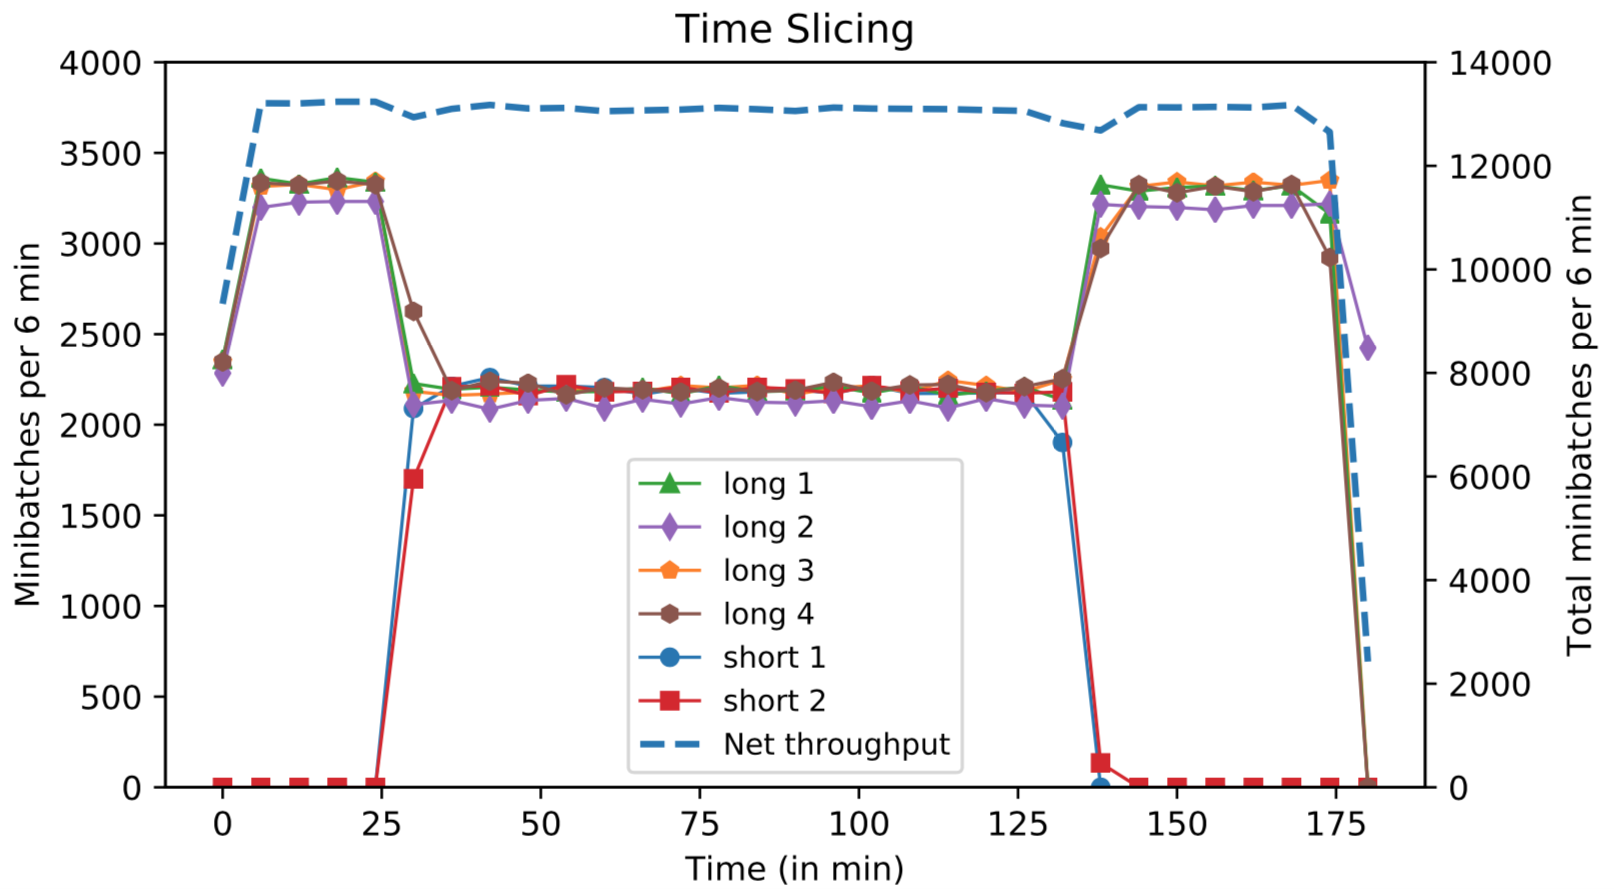 Time Slicing
4000
3500
3000
2500
2000
1500
1000
500
0
Minibatches per 6 min
14000
12000
10000
8000
6000
4000
2000
0
Total minibatches per 6 min
long 1
long 2
long 3
long 4
short 1
short 2
Net throughput
0 25 50 75 100 125 150 175
Time (in min)